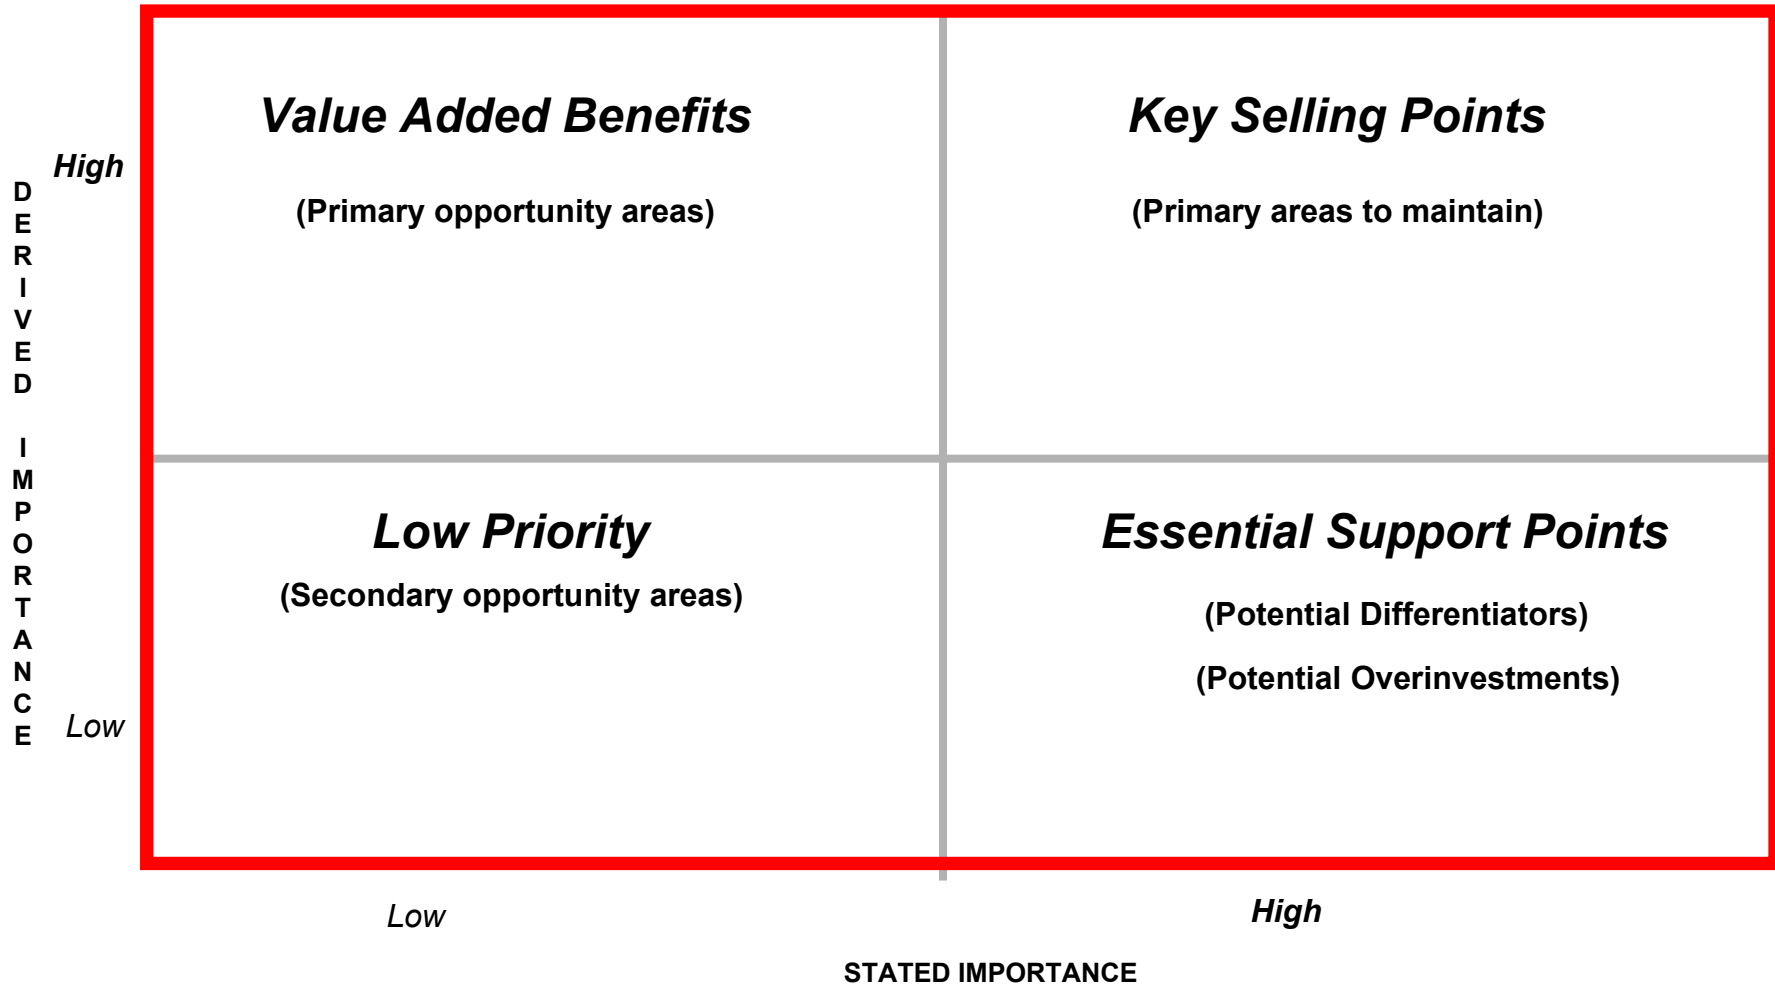 Value Added Benefits
(Primary opportunity areas)
Key Selling Points
(Primary areas to maintain)
High
DERIVED IMPORTANCE
Low Priority
(Secondary opportunity areas)
Essential Support Points
(Potential Differentiators)
(Potential Overinvestments)
Low
Low
High
STATED IMPORTANCE